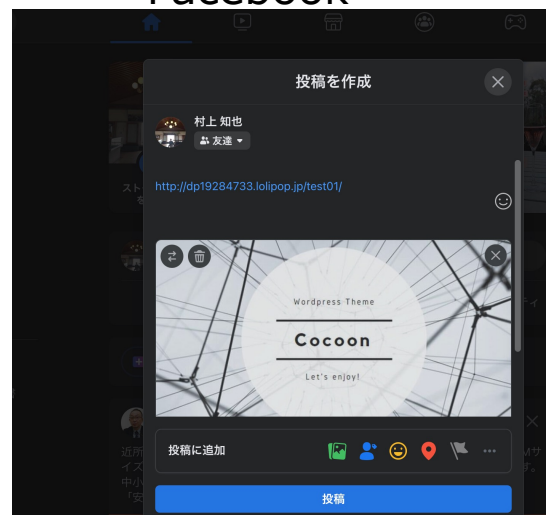 Facebook
投稿を作成
村上 知也
友達
http://dp19284733.lolipop.jp/test01/
Wordpress Theme
Cocoon
Let's enjoy!
投稿に追加
投稿